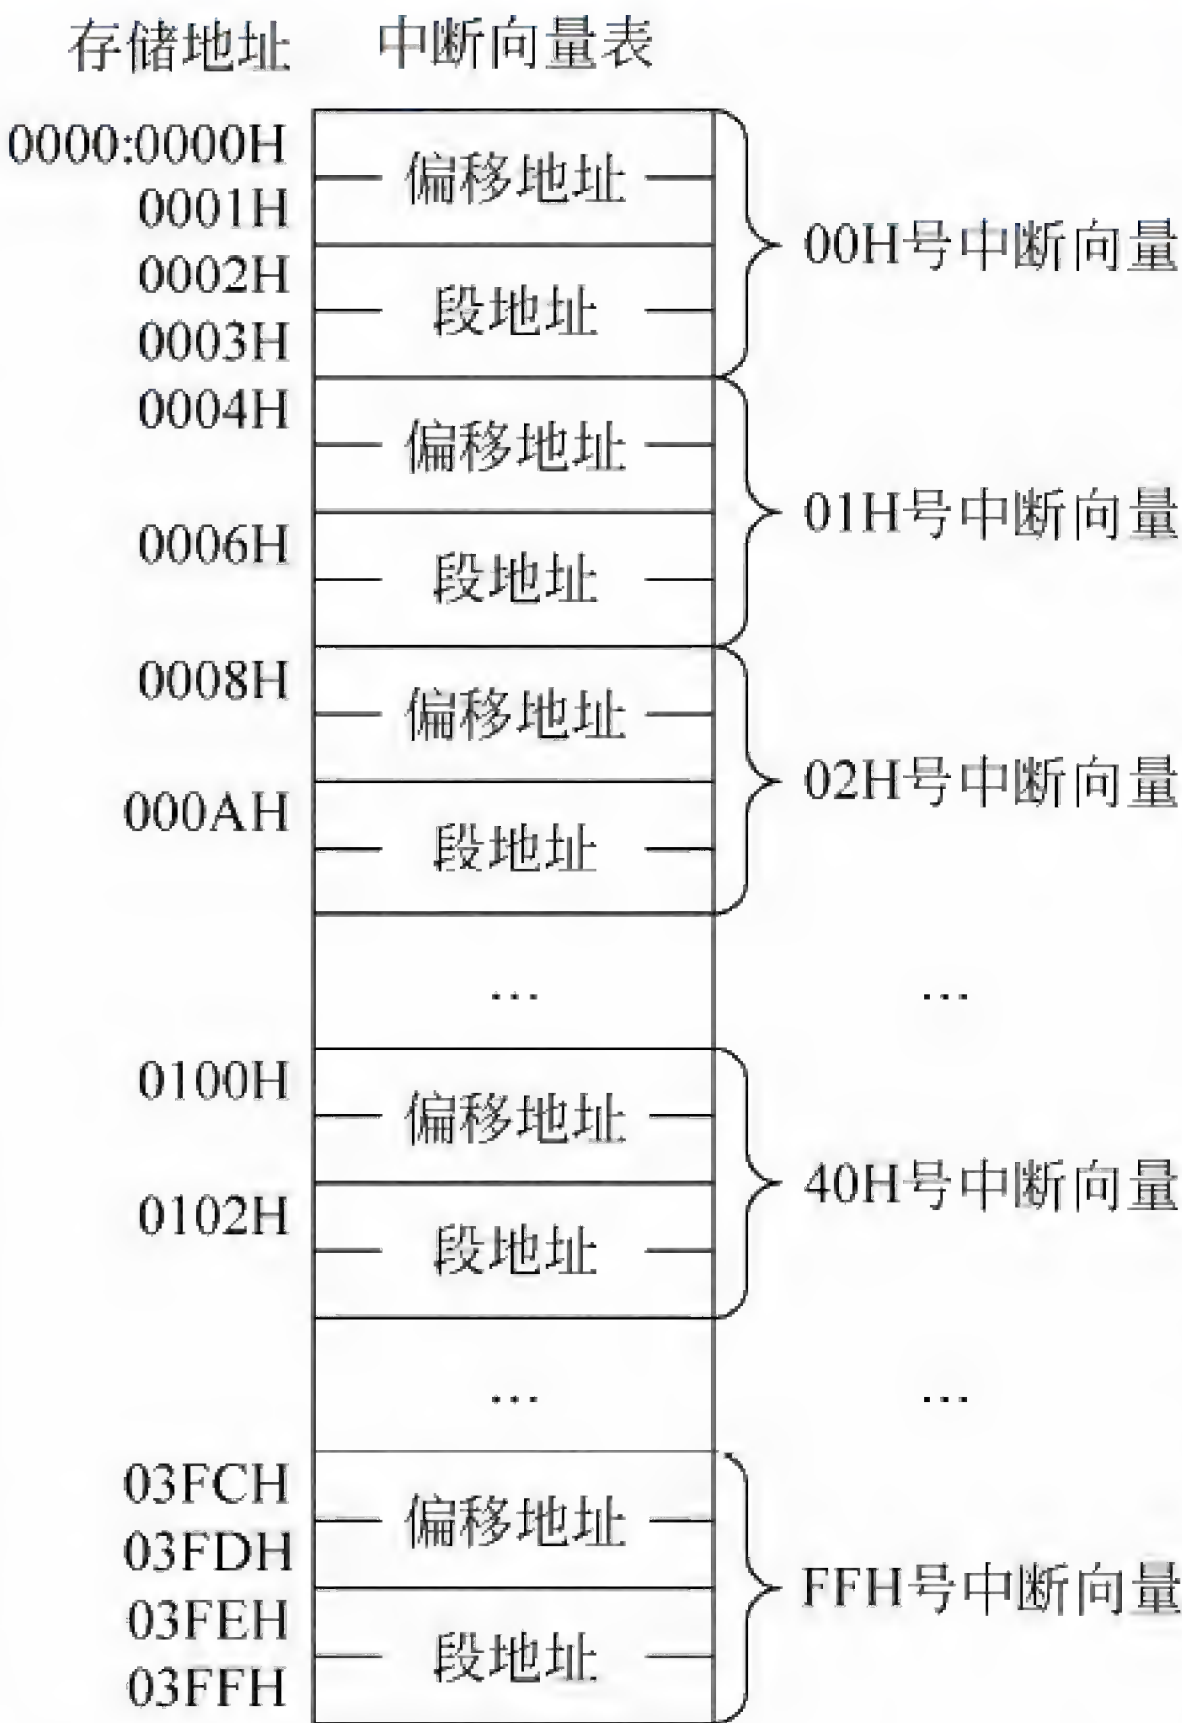 存储地址 中断向量表
0000:0000H
偏移地址
0001H
00H号中断向量
0002H
段地址
0003H
0004H
偏移地址
01H号中断向量
0006H
段地址
0008H
偏移地址
02H号中断向量
000AH
段地址
… …
0100H
偏移地址
40H号中断向量
0102H
段地址
… …
03FCH
偏移地址
03FDH
FFH号中断向量
03FEH
段地址
03FFH